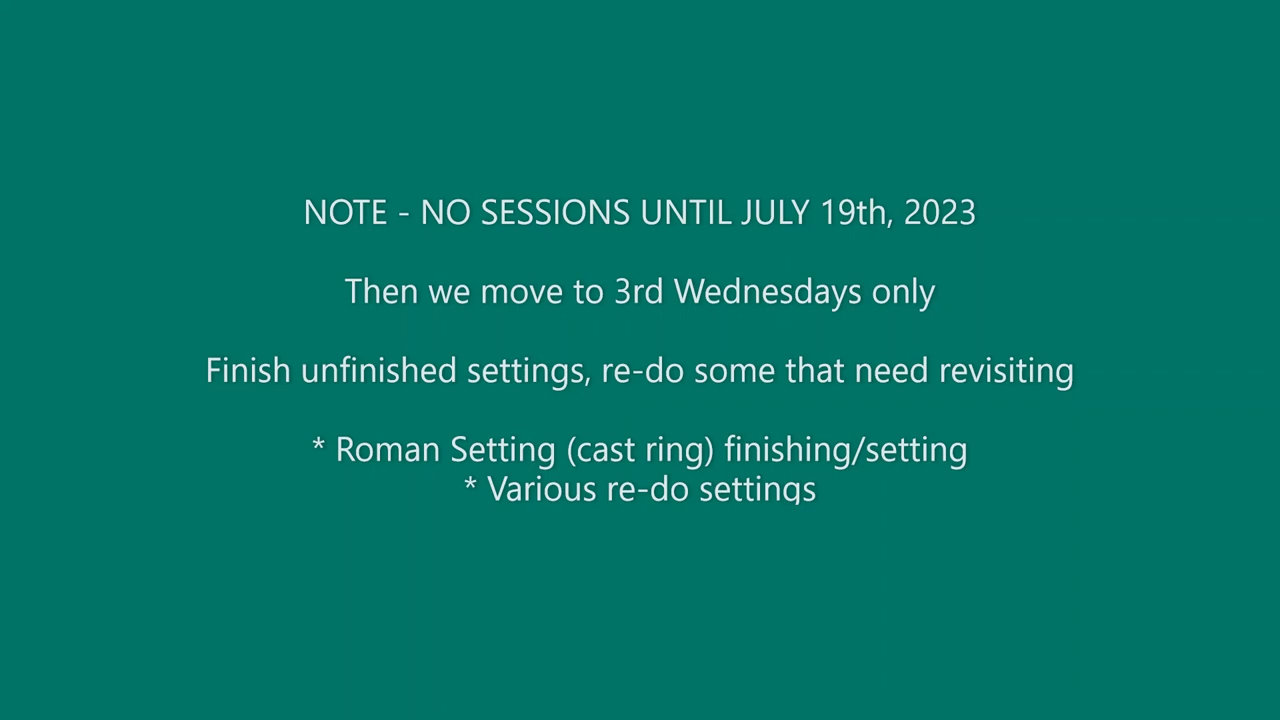 NOTE - NO SESSIONS UNTIL JULY 19th, 2023
Then we move to 3rd Wednesdays only
Finish unfinished settings, re-do some that need revisiting
* Roman Setting (cast ring) finishing/setting
* Various re-do settings